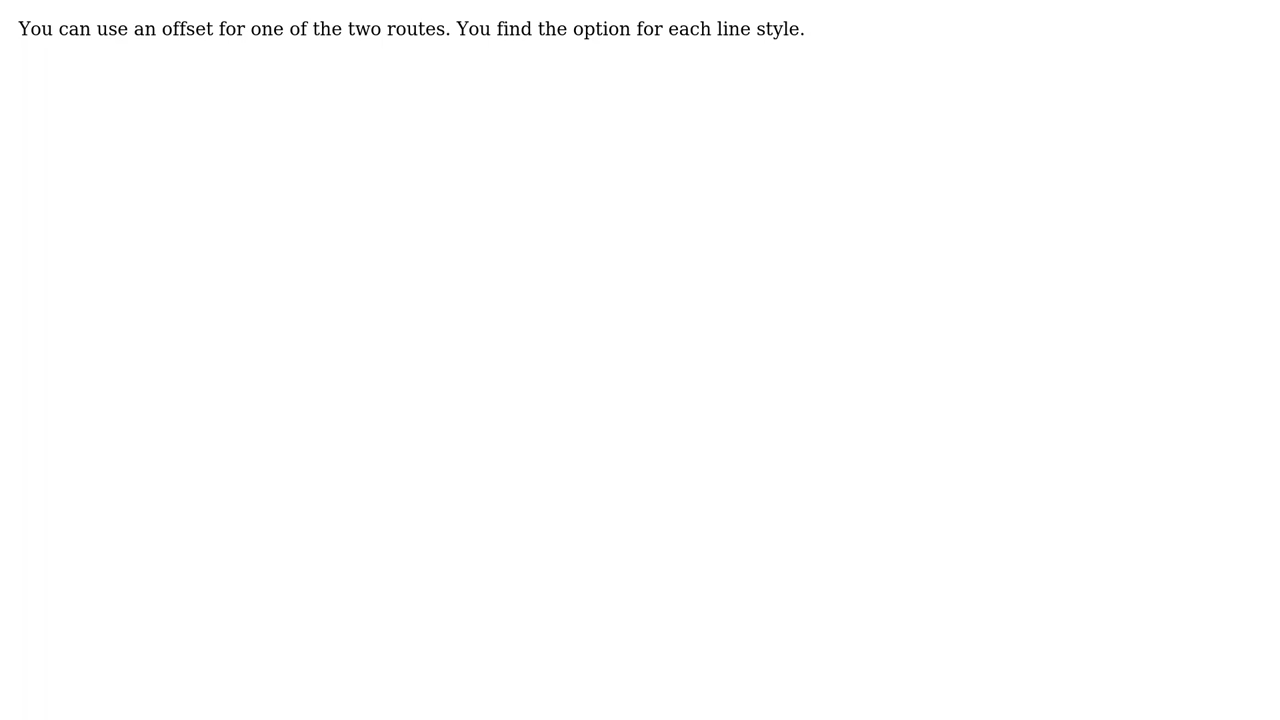 You can use an offset for one of the two routes. You find the option for each line style.